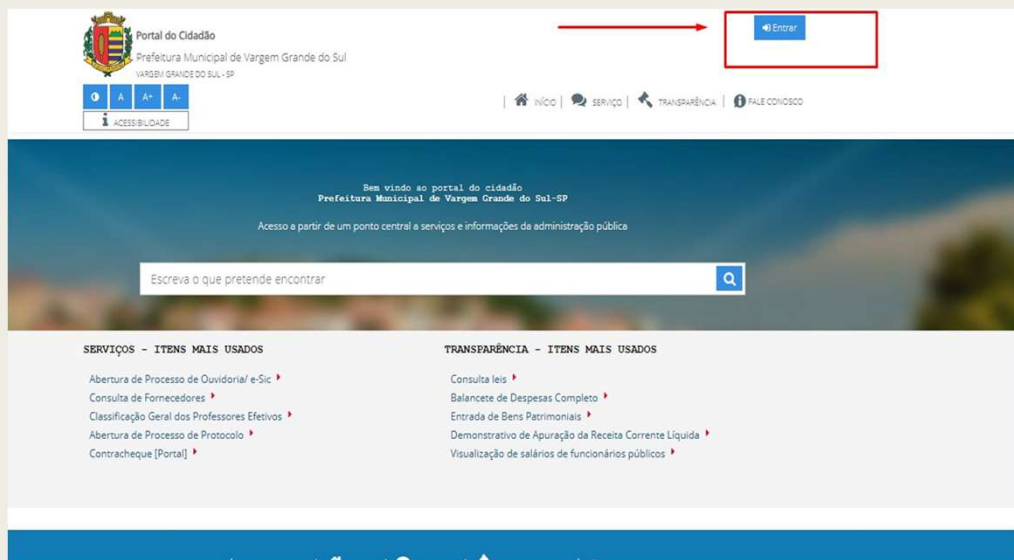 Portal do Cidadão
Entrar
Prefeitura Municipal de Vargem Grande do Sul
VARGEM GRANDE DO SUL - SP
A A+ A-
ACESSIBILIDADE
| INÍCIO | SERVIÇO | TRANSPARÊNCIA | FALE CONOSCO
Bem vindo ao portal do cidadão
Prefeitura Municipal de Vargem Grande do Sul-SP
Acesso a partir de um ponto central a serviços e informações da administração pública
Escreva o que pretende encontrar
SERVIÇOS - ITENS MAIS USADOS
Abertura de Processo de Ouvidoria/ e-Sic
Consulta de Fornecedores
Classificação Geral dos Professores Efetivos
Abertura de Processo de Protocolo
Contracheque [Portal]
TRANSPARÊNCIA - ITENS MAIS USADOS
Consulta leis
Balancete de Despesas Completo
Entrada de Bens Patrimoniais
Demonstrativo de Apuração da Receita Corrente Líquida
Visualização de salários de funcionários públicos